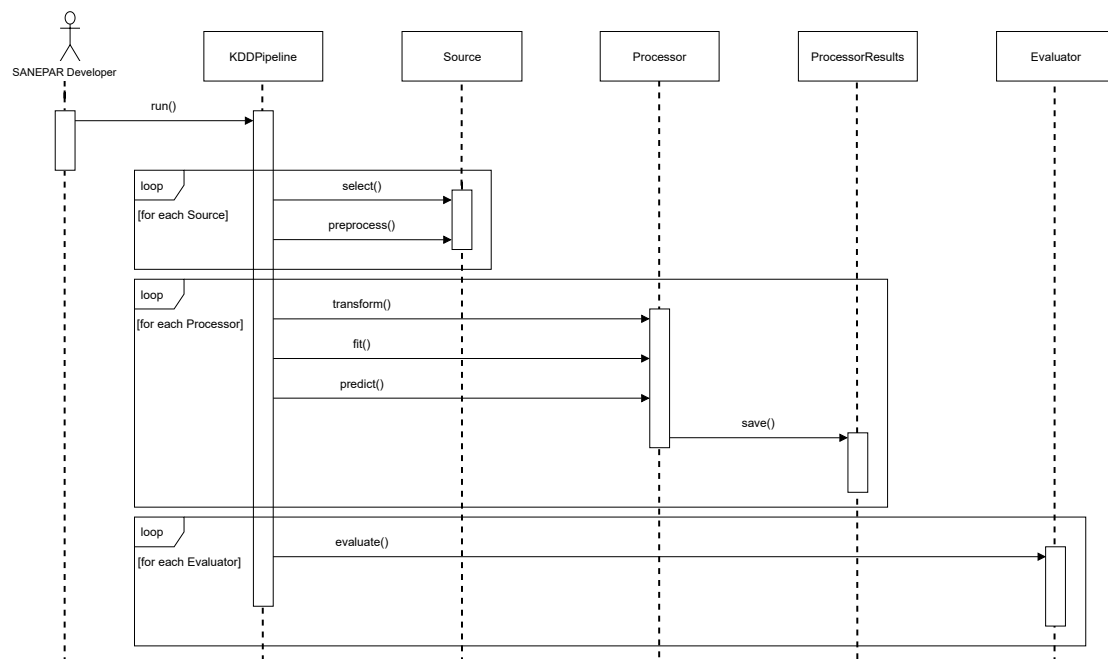 SANEPAR Developer
KDDPipeline
Source
Processor
ProcessorResults
Evaluator
run()
loop
select()
[for each Source]
preprocess()
loop
transform()
[for each Processor]
fit()
predict()
save()
loop
evaluate()
[for each Evaluator]